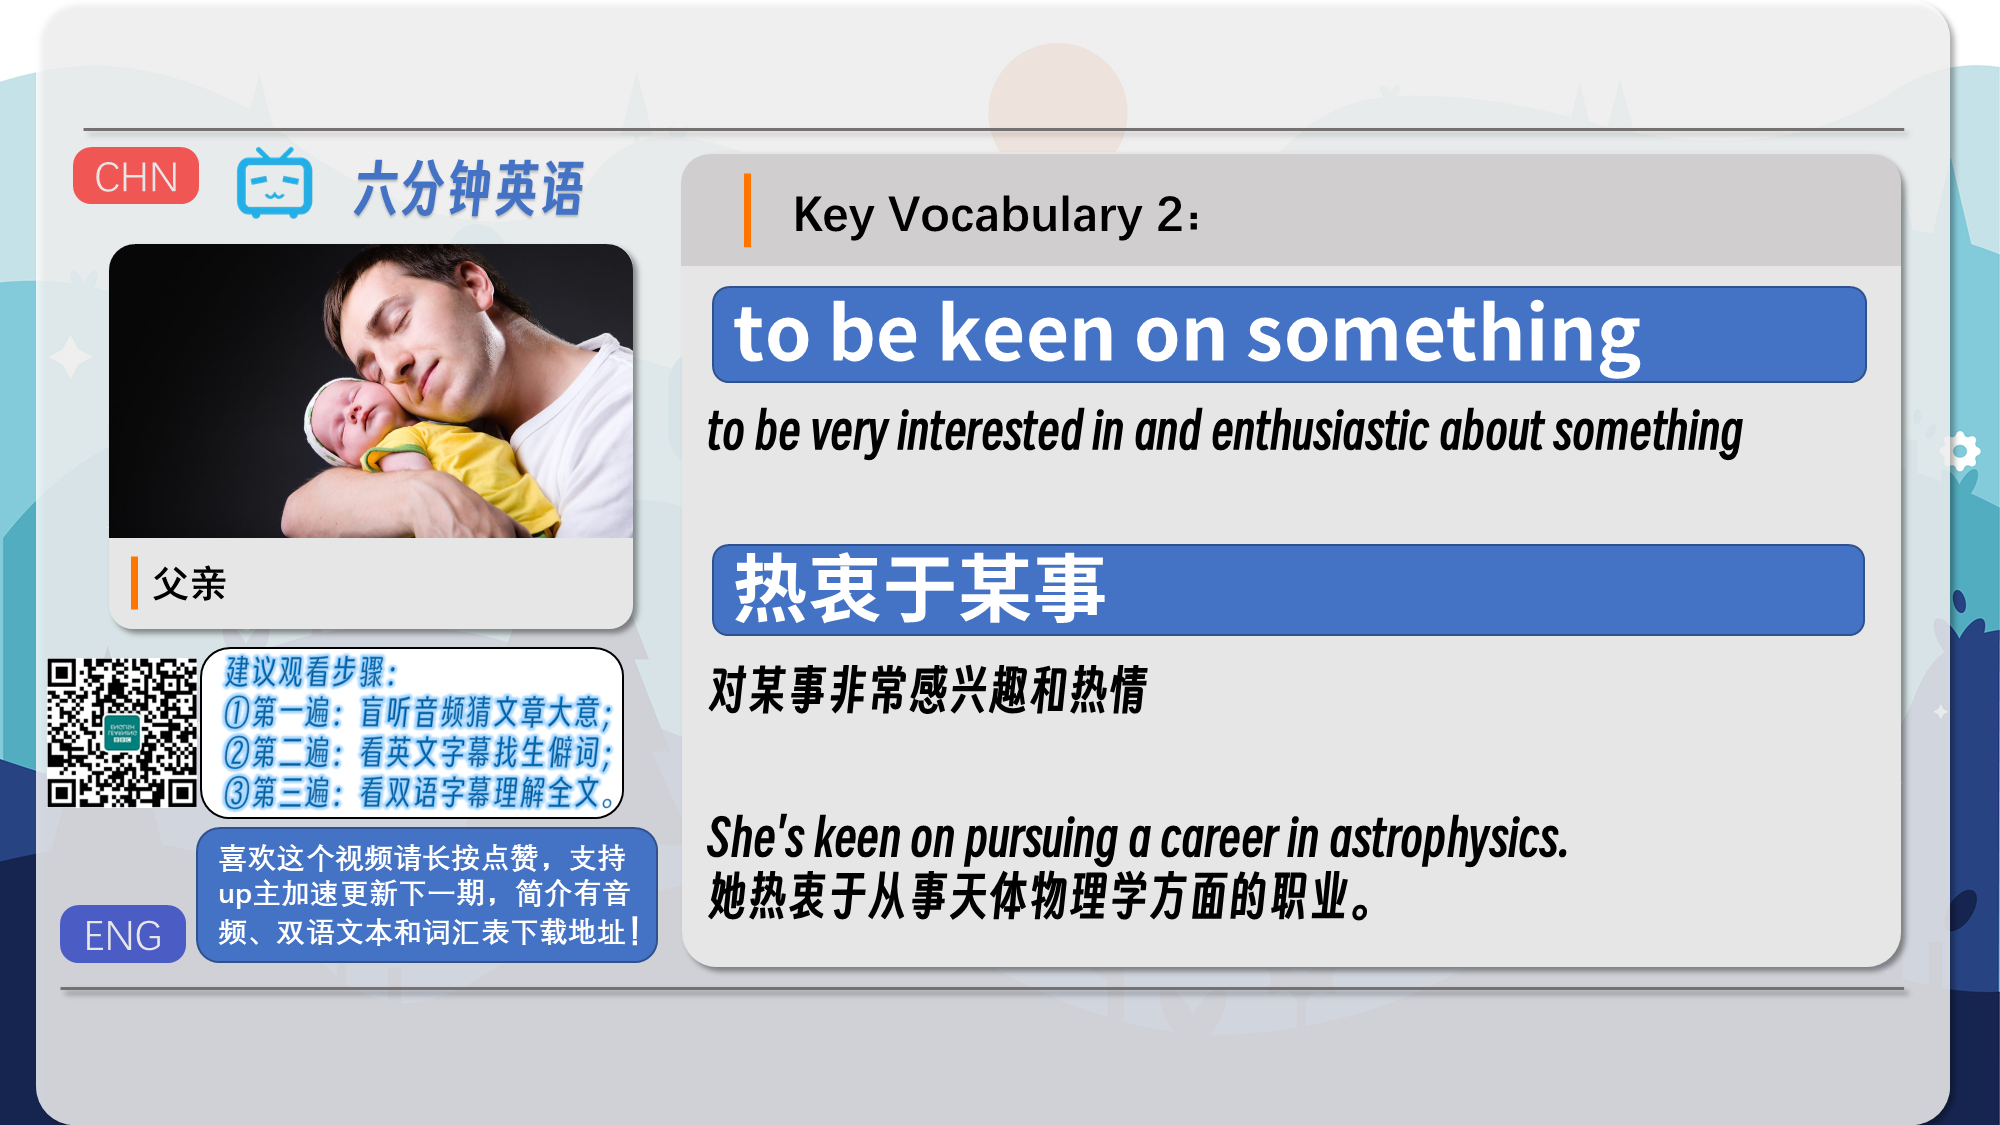 CHN
六分钟英语
父亲
建议观看步骤：
①第一遍：盲听音频猜文章大意；
②第二遍：看英文字幕找生僻词；
③第三遍：看双语字幕理解全文。
喜欢这个视频请长按点赞，支持
up主加速更新下一期，简介有音
频、双语文本和词汇表下载地址！
ENG
Key Vocabulary 2：
to be keen on something
to be very interested in and enthusiastic about something
热衷于某事
对某事非常感兴趣和热情
She's keen on pursuing a career in astrophysics.
她热衷于从事天体物理学方面的职业。